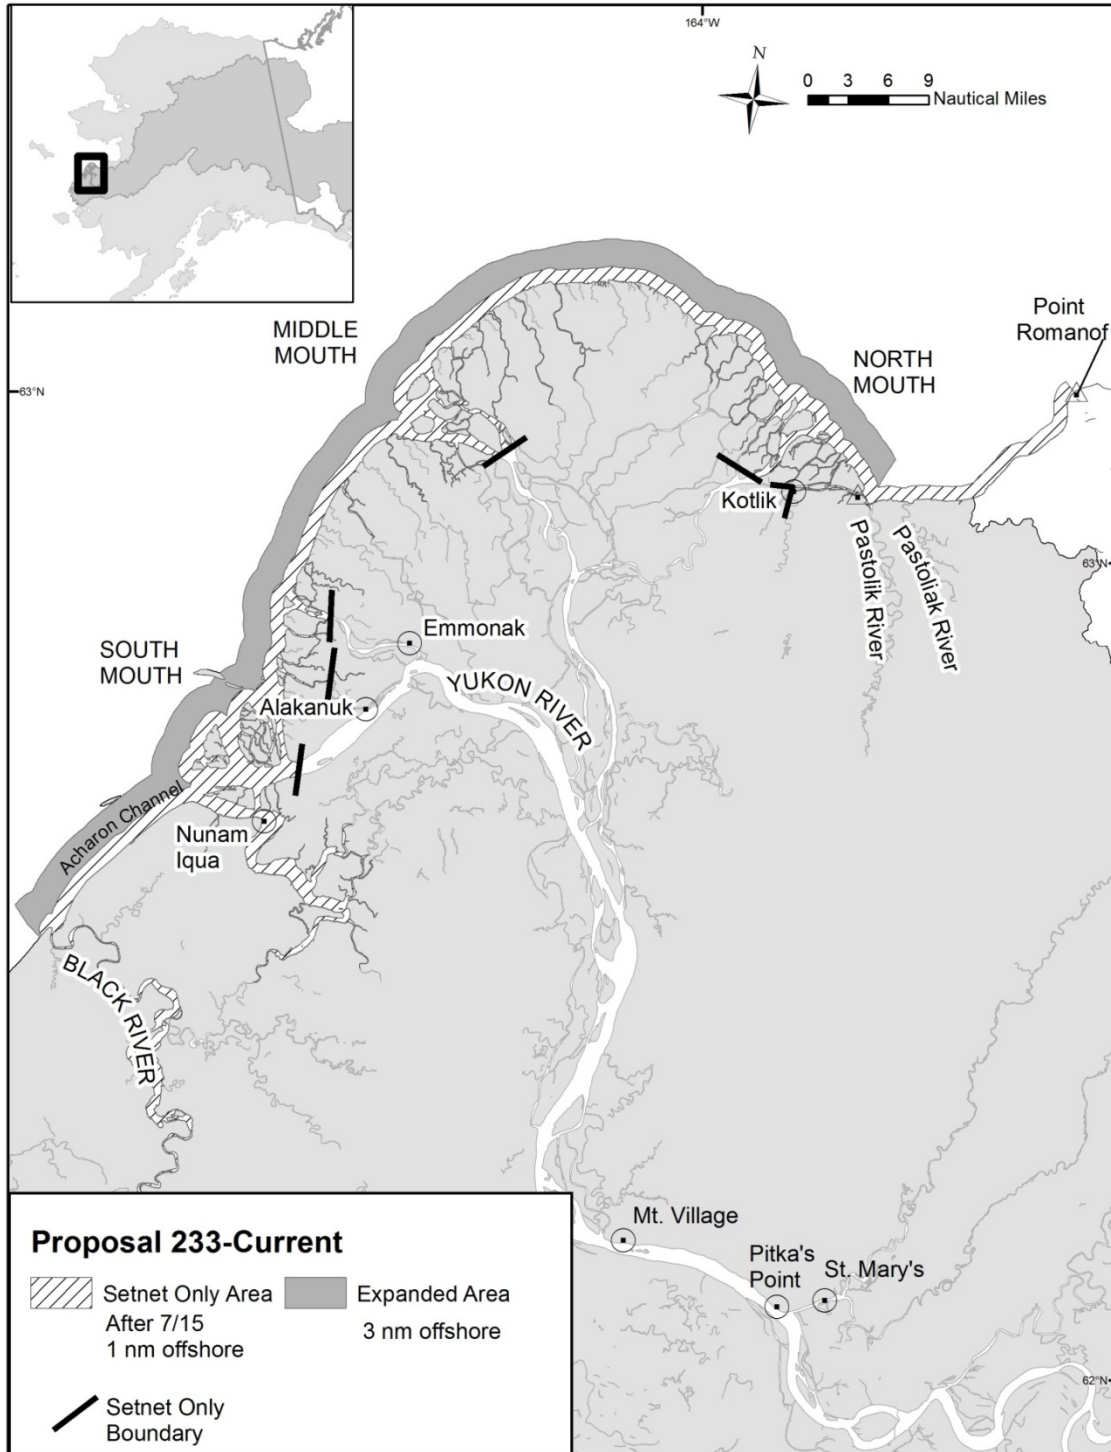 164°W
N
0 3 6 9
Nautical Miles
Point
Romanof
MIDDLE
MOUTH
NORTH
MOUTH
63°N
Kotlik
Pastolik River
Pastoliak River
63°N
Emmonak
SOUTH
MOUTH
YUKON RIVER
Alakanuk
Acharon Channel
Nunam
Iqua
BLACK RIVER
Mt. Village
Pitka's
Point
St. Mary's
62°N
Proposal 233-Current
Setnet Only Area
After 7/15
1 nm offshore
Expanded Area
3 nm offshore
Setnet Only
Boundary